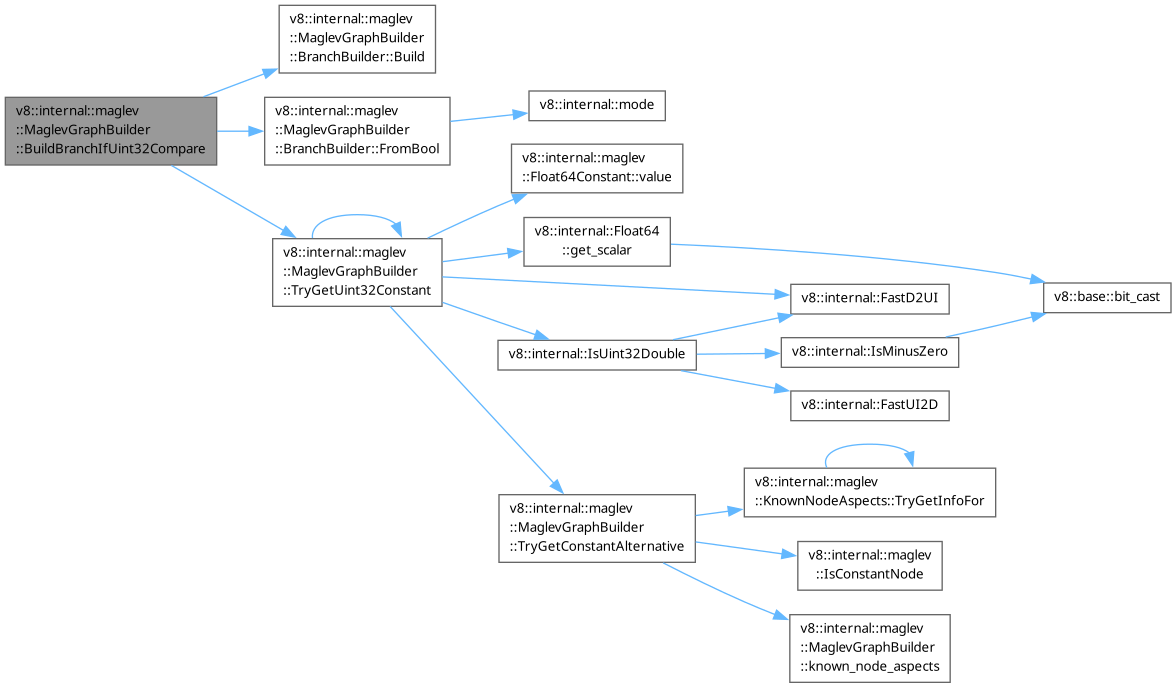 v8::internal::maglev
::MaglevGraphBuilder
::BuildBranchIfUint32Compare
v8::internal::maglev
::MaglevGraphBuilder
::BranchBuilder::Build
v8::internal::maglev
::MaglevGraphBuilder
::BranchBuilder::FromBool
v8::internal::mode
v8::internal::maglev
::MaglevGraphBuilder
::TryGetUint32Constant
v8::internal::maglev
::Float64Constant::value
v8::internal::Float64
::get_scalar
v8::internal::FastD2UI
v8::base::bit_cast
v8::internal::IsUint32Double
v8::internal::IsMinusZero
v8::internal::FastUI2D
v8::internal::maglev
::MaglevGraphBuilder
::TryGetConstantAlternative
v8::internal::maglev
::KnownNodeAspects::TryGetInfoFor
v8::internal::maglev
::IsConstantNode
v8::internal::maglev
::MaglevGraphBuilder
::known_node_aspects